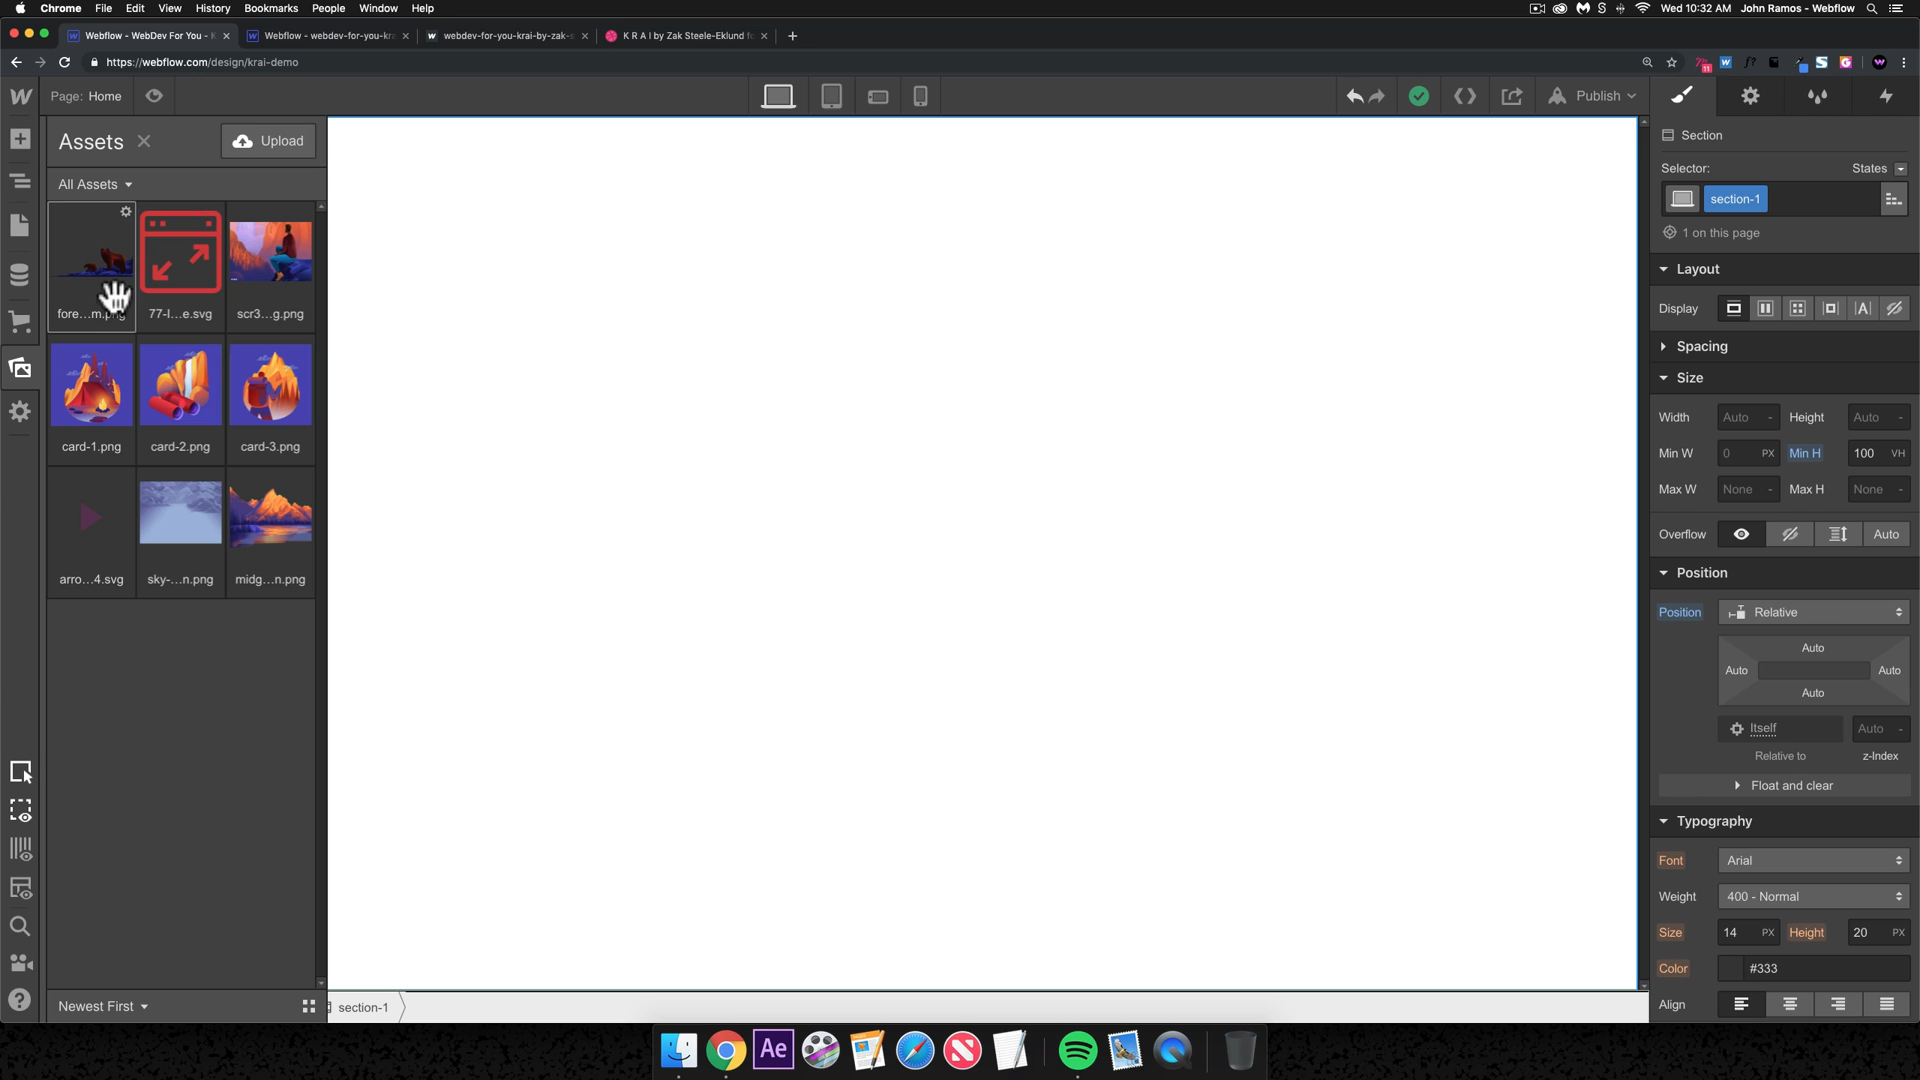 Chrome File Edit View History Bookmarks People Window Help
Wed 10:32 AM John Ramos - Webflow
Webflow - WebDev For You - K
Webflow - webdev-for-you-kra
webdev-for-you-krai-by-zak-s
K R A I by Zak Steele-Eklund fo
https://webflow.com/design/krai-demo
11
Page: Home
Publish
Assets
Upload
All Assets
fore...m.png
77-I...e.svg
scr3...g.png
card-1.png
card-2.png
card-3.png
arro...4.svg
sky-...n.png
midg...n.png
Newest First
section-1
Section
Selector:
States
section-1
1 on this page
Layout
Display
Spacing
Size
Width Auto - Height Auto -
Min W 0 PX Min H 100 VH
Max W None - Max H None -
Overflow Auto
Position
Position Relative
Auto
Auto Auto
Auto
Itself Auto -
Relative to z-Index
Float and clear
Typography
Font Arial
Weight 400 - Normal
Size 14 PX Height 20 PX
Color #333
Align
Ae